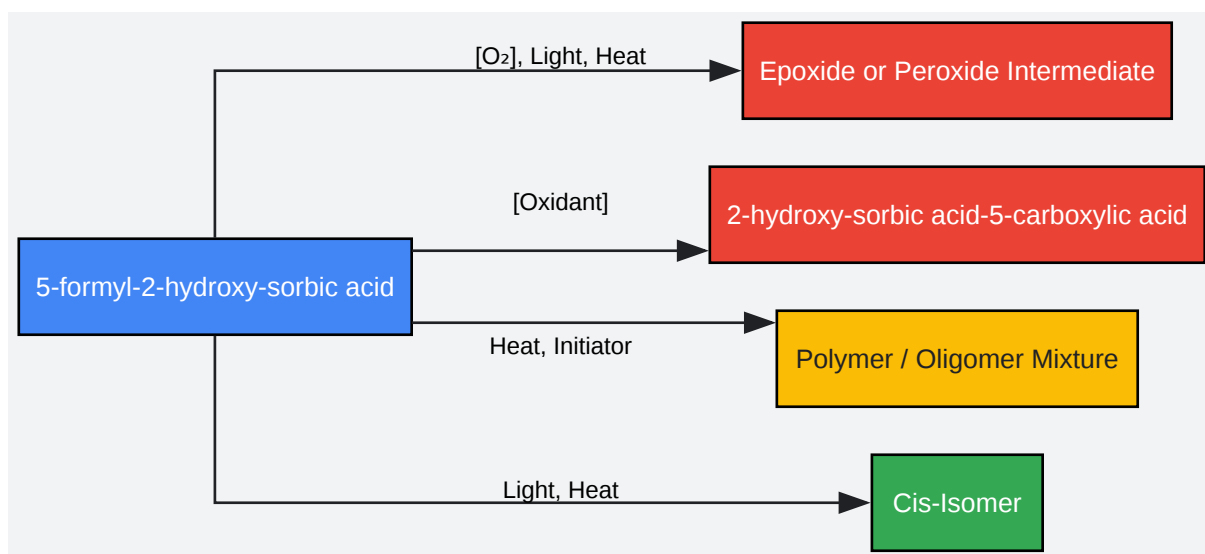 [O₂], Light, Heat
Epoxide or Peroxide Intermediate
[Oxidant]
2-hydroxy-sorbic acid-5-carboxylic acid
5-formyl-2-hydroxy-sorbic acid
Heat, Initiator
Polymer / Oligomer Mixture
Light, Heat
Cis-Isomer